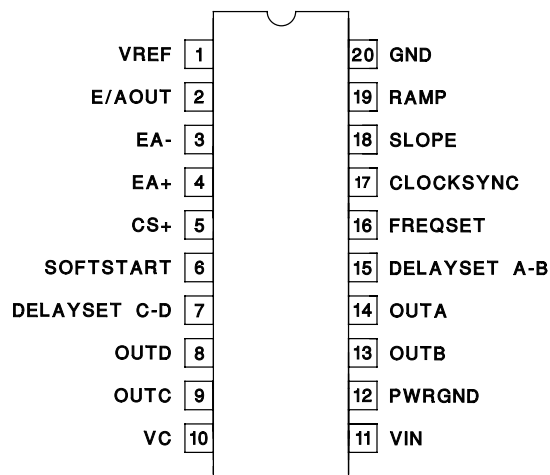 VREF 1 20 GND
E/AOUT 2 19 RAMP
EA- 3 18 SLOPE
EA+ 4 17 CLOCKSYNC
CS+ 5 16 FREQSET
SOFTSTART 6 15 DELAYSET A-B
DELAYSET C-D 7 14 OUTA
OUTD 8 13 OUTB
OUTC 9 12 PWRGND
VC 10 11 VIN